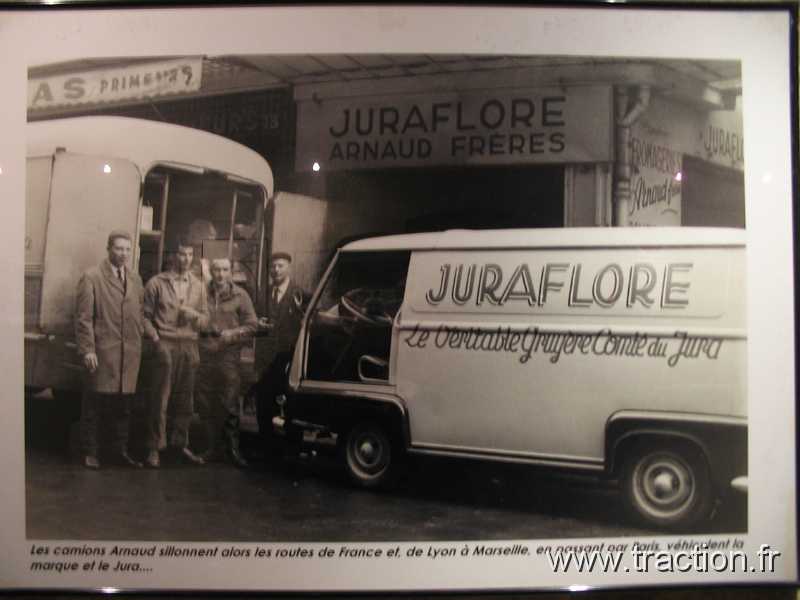 AS PRIMEURS
JURAFLORE
ARNAUD FRÈRES
FROMAGERIES
Arnaud frères
JURAFLOR
JURAFLORE
Le Véritable Gruyère Comté du Jura
Les camions Arnaud sillonnent alors les routes de France et, de Lyon à Marseille, en passant par Paris, véhiculent la
marque et le Jura....
www.traction.fr